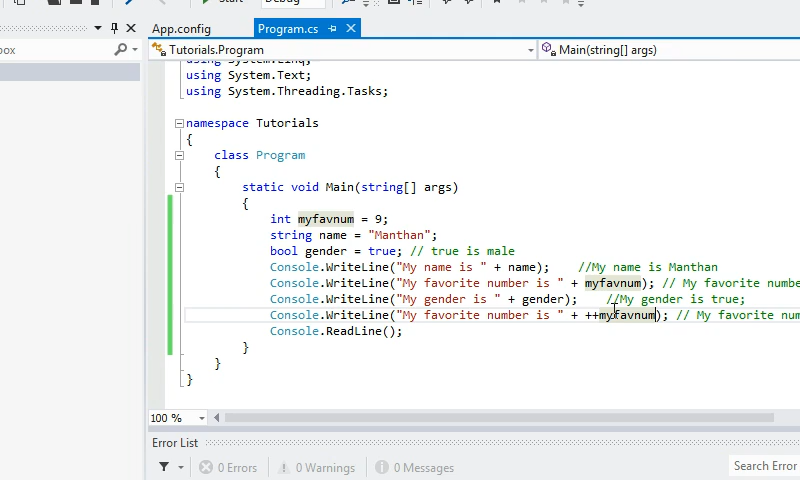 Start
Debug
App.config
Program.cs
Tutorials.Program
Main(string[] args)
using System.Linq;
using System.Text;
using System.Threading.Tasks;
namespace Tutorials
{
class Program
{
static void Main(string[] args)
{
int myfavnum = 9;
string name = "Manthan";
bool gender = true; // true is male
Console.WriteLine("My name is " + name);    //My name is Manthan
Console.WriteLine("My favorite number is " + myfavnum); // My favorite numbe
Console.WriteLine("My gender is " + gender);    //My gender is true;
Console.WriteLine("My favorite number is " + ++myfavnum); // My favorite num
Console.ReadLine();
}
}
}
100 %
Error List
0 Errors
0 Warnings
0 Messages
Search Error